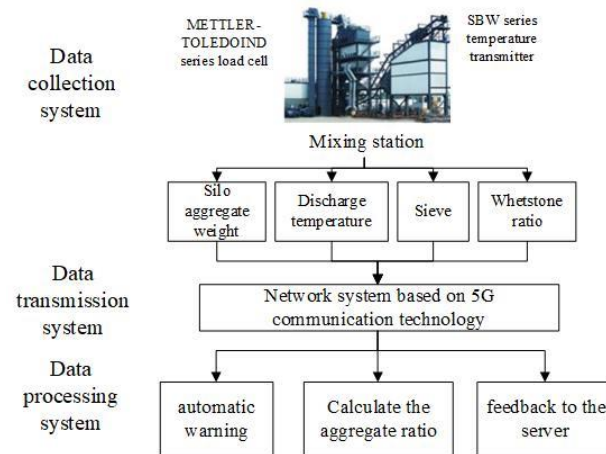 METTLER-
TOLEDOIND
series load cell
SBW series
temperature
transmitter
Data
collection
system
Mixing station
Silo
aggregate
weight
Discharge
temperature
Sieve
Whetstone
ratio
Data
transmission
system
Network system based on 5G
communication technology
Data
processing
system
automatic
warning
Calculate the
aggregate ratio
feedback to the
server